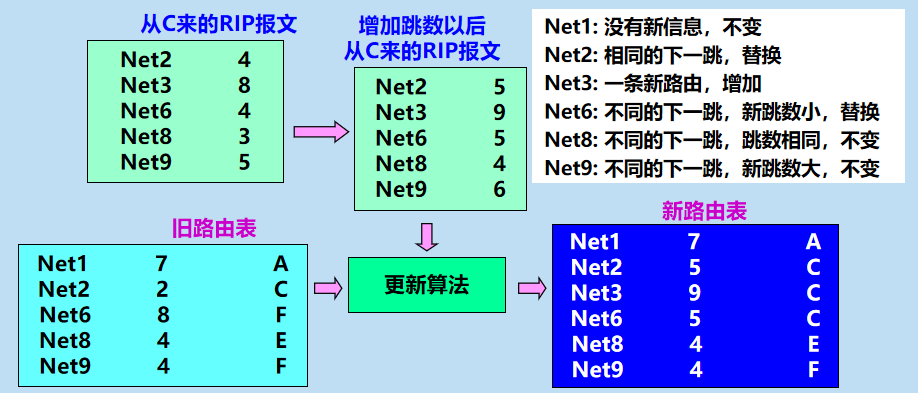 从C来的RIP报文
Net2 4
Net3 8
Net6 4
Net8 3
Net9 5
增加跳数以后
从C来的RIP报文
Net2 5
Net3 9
Net6 5
Net8 4
Net9 6
Net1: 没有新信息，不变
Net2: 相同的下一跳，替换
Net3: 一条新路由，增加
Net6: 不同的下一跳，新跳数小，替换
Net8: 不同的下一跳，跳数相同，不变
Net9: 不同的下一跳，新跳数大，不变
旧路由表
Net1 7 A
Net2 2 C
Net6 8 F
Net8 4 E
Net9 4 F
更新算法
新路由表
Net1 7 A
Net2 5 C
Net3 9 C
Net6 5 C
Net8 4 E
Net9 4 F